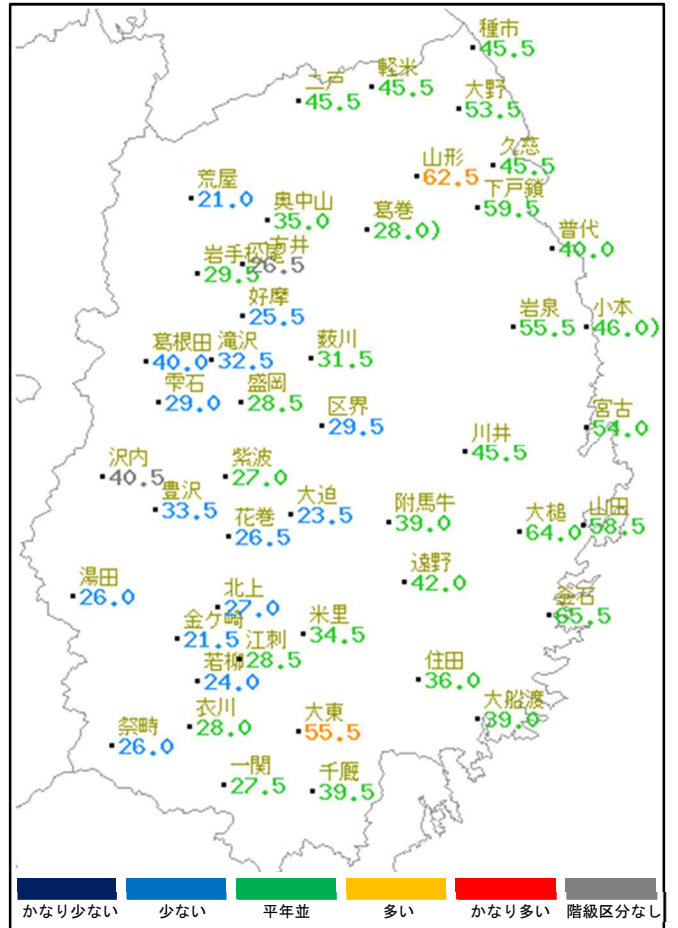 種市
45.5
軽米
45.5
二戸
45.5
大野
53.5
久慈
45.5
山形
62.5
荒屋
21.0
下戸鎖
59.5
奥中山
35.0
葛巻
28.0)
普代
40.0
一方井
26.5
岩手松尾
29.5
好摩
25.5
岩泉
55.5
小本
46.0)
葛根田
40.0
滝沢
32.5
薮川
31.5
雫石
29.0
盛岡
28.5
区界
29.5
宮古
54.0
川井
45.5
沢内
40.5
紫波
27.0
豊沢
33.5
大迫
23.5
花巻
26.5
附馬牛
39.0
大槌
64.0
山田
58.5
遠野
42.0
湯田
26.0
北上
27.0
釜石
65.5
金ケ崎
21.5
江刺
28.5
米里
34.5
若柳
24.0
住田
36.0
大船渡
39.0
衣川
28.0
大東
55.5
祭畤
26.0
一関
27.5
千厩
39.5
かなり少ない 少ない 平年並 多い かなり多い 階級区分なし